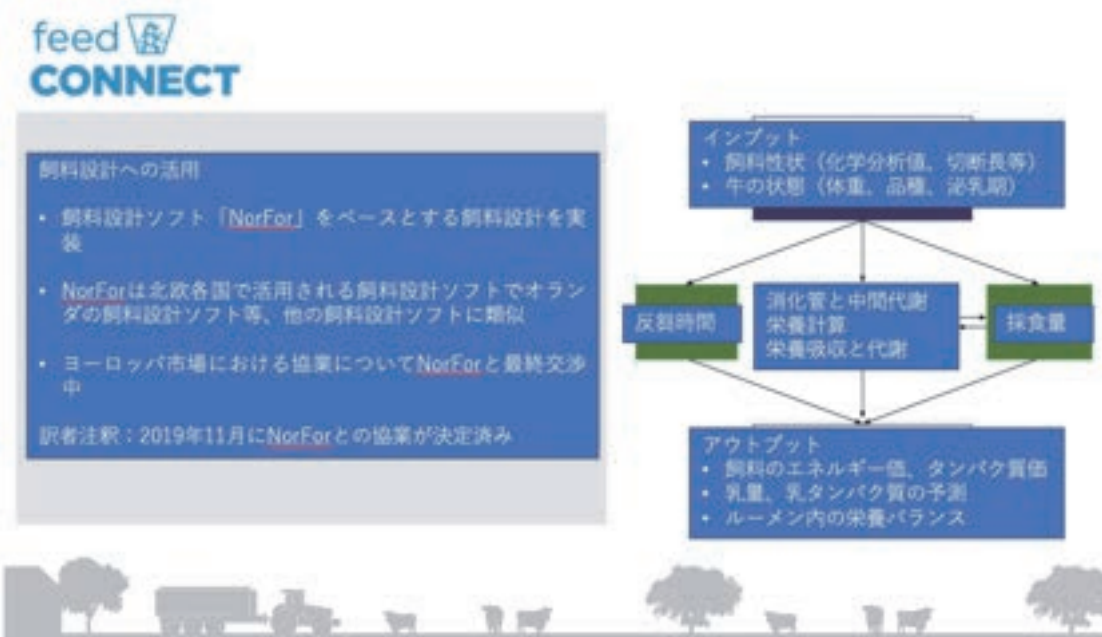 feed
CONNECT
飼料設計への活用
• 飼料設計ソフト「NorFor」をベースとする飼料設計を実
装
• NorForは北欧各国で活用される飼料設計ソフトでオラン
ダの飼料設計ソフト等、他の飼料設計ソフトに類似
• ヨーロッパ市場における協業についてNorForと最終交渉
中
訳者注釈：2019年11月にNorForとの協業が決定済み
インプット
• 飼料性状（化学分析値、切断長等）
• 牛の状態（体重、品種、泌乳期）
反芻時間
消化管と中間代謝
栄養計算
栄養吸収と代謝
採食量
アウトプット
• 飼料のエネルギー価、タンパク質価
• 乳量、乳タンパク質の予測
• ルーメン内の栄養バランス